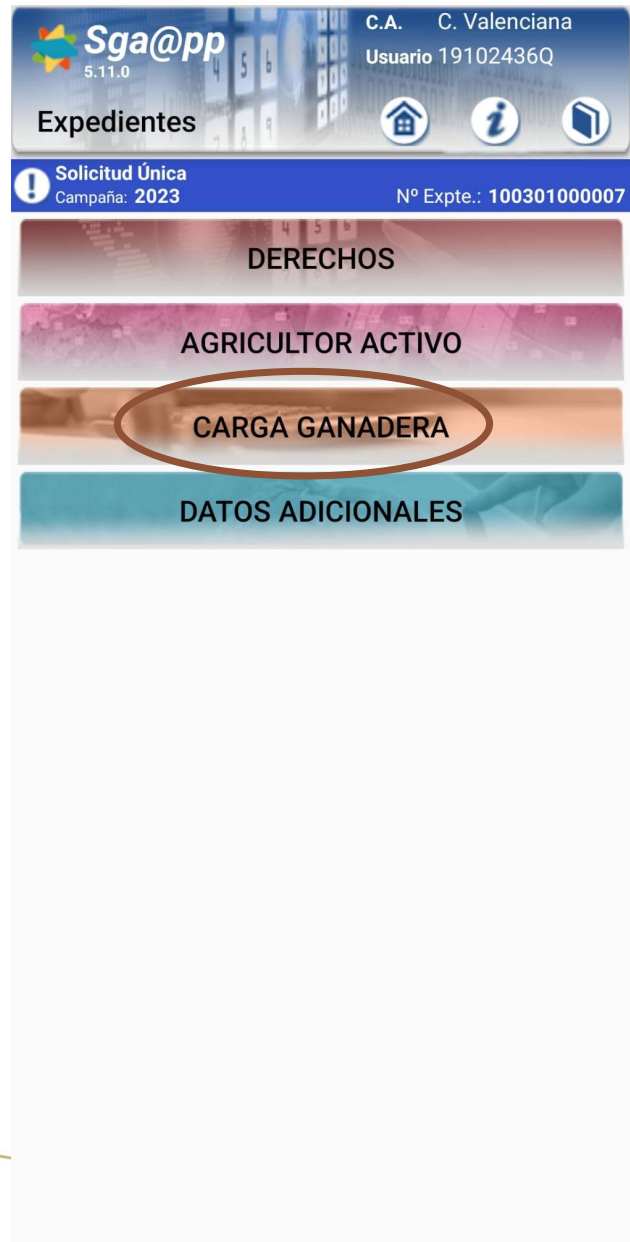 Sga@pp
5.11.0
C.A. C. Valenciana
Usuario 19102436Q
Expedientes
Solicitud Única
Campaña: 2023
Nº Expte.: 100301000007
DERECHOS
AGRICULTOR ACTIVO
CARGA GANADERA
DATOS ADICIONALES